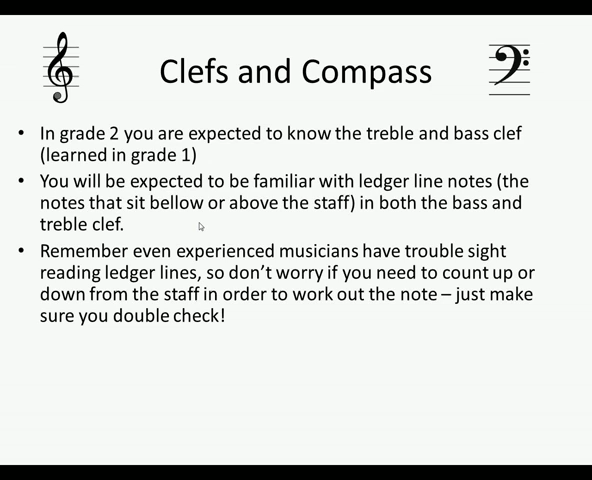 Clefs and Compass
• In grade 2 you are expected to know the treble and bass clef
(learned in grade 1)
• You will be expected to be familiar with ledger line notes (the
notes that sit bellow or above the staff) in both the bass and
treble clef.
• Remember even experienced musicians have trouble sight
reading ledger lines, so don’t worry if you need to count up or
down from the staff in order to work out the note – just make
sure you double check!